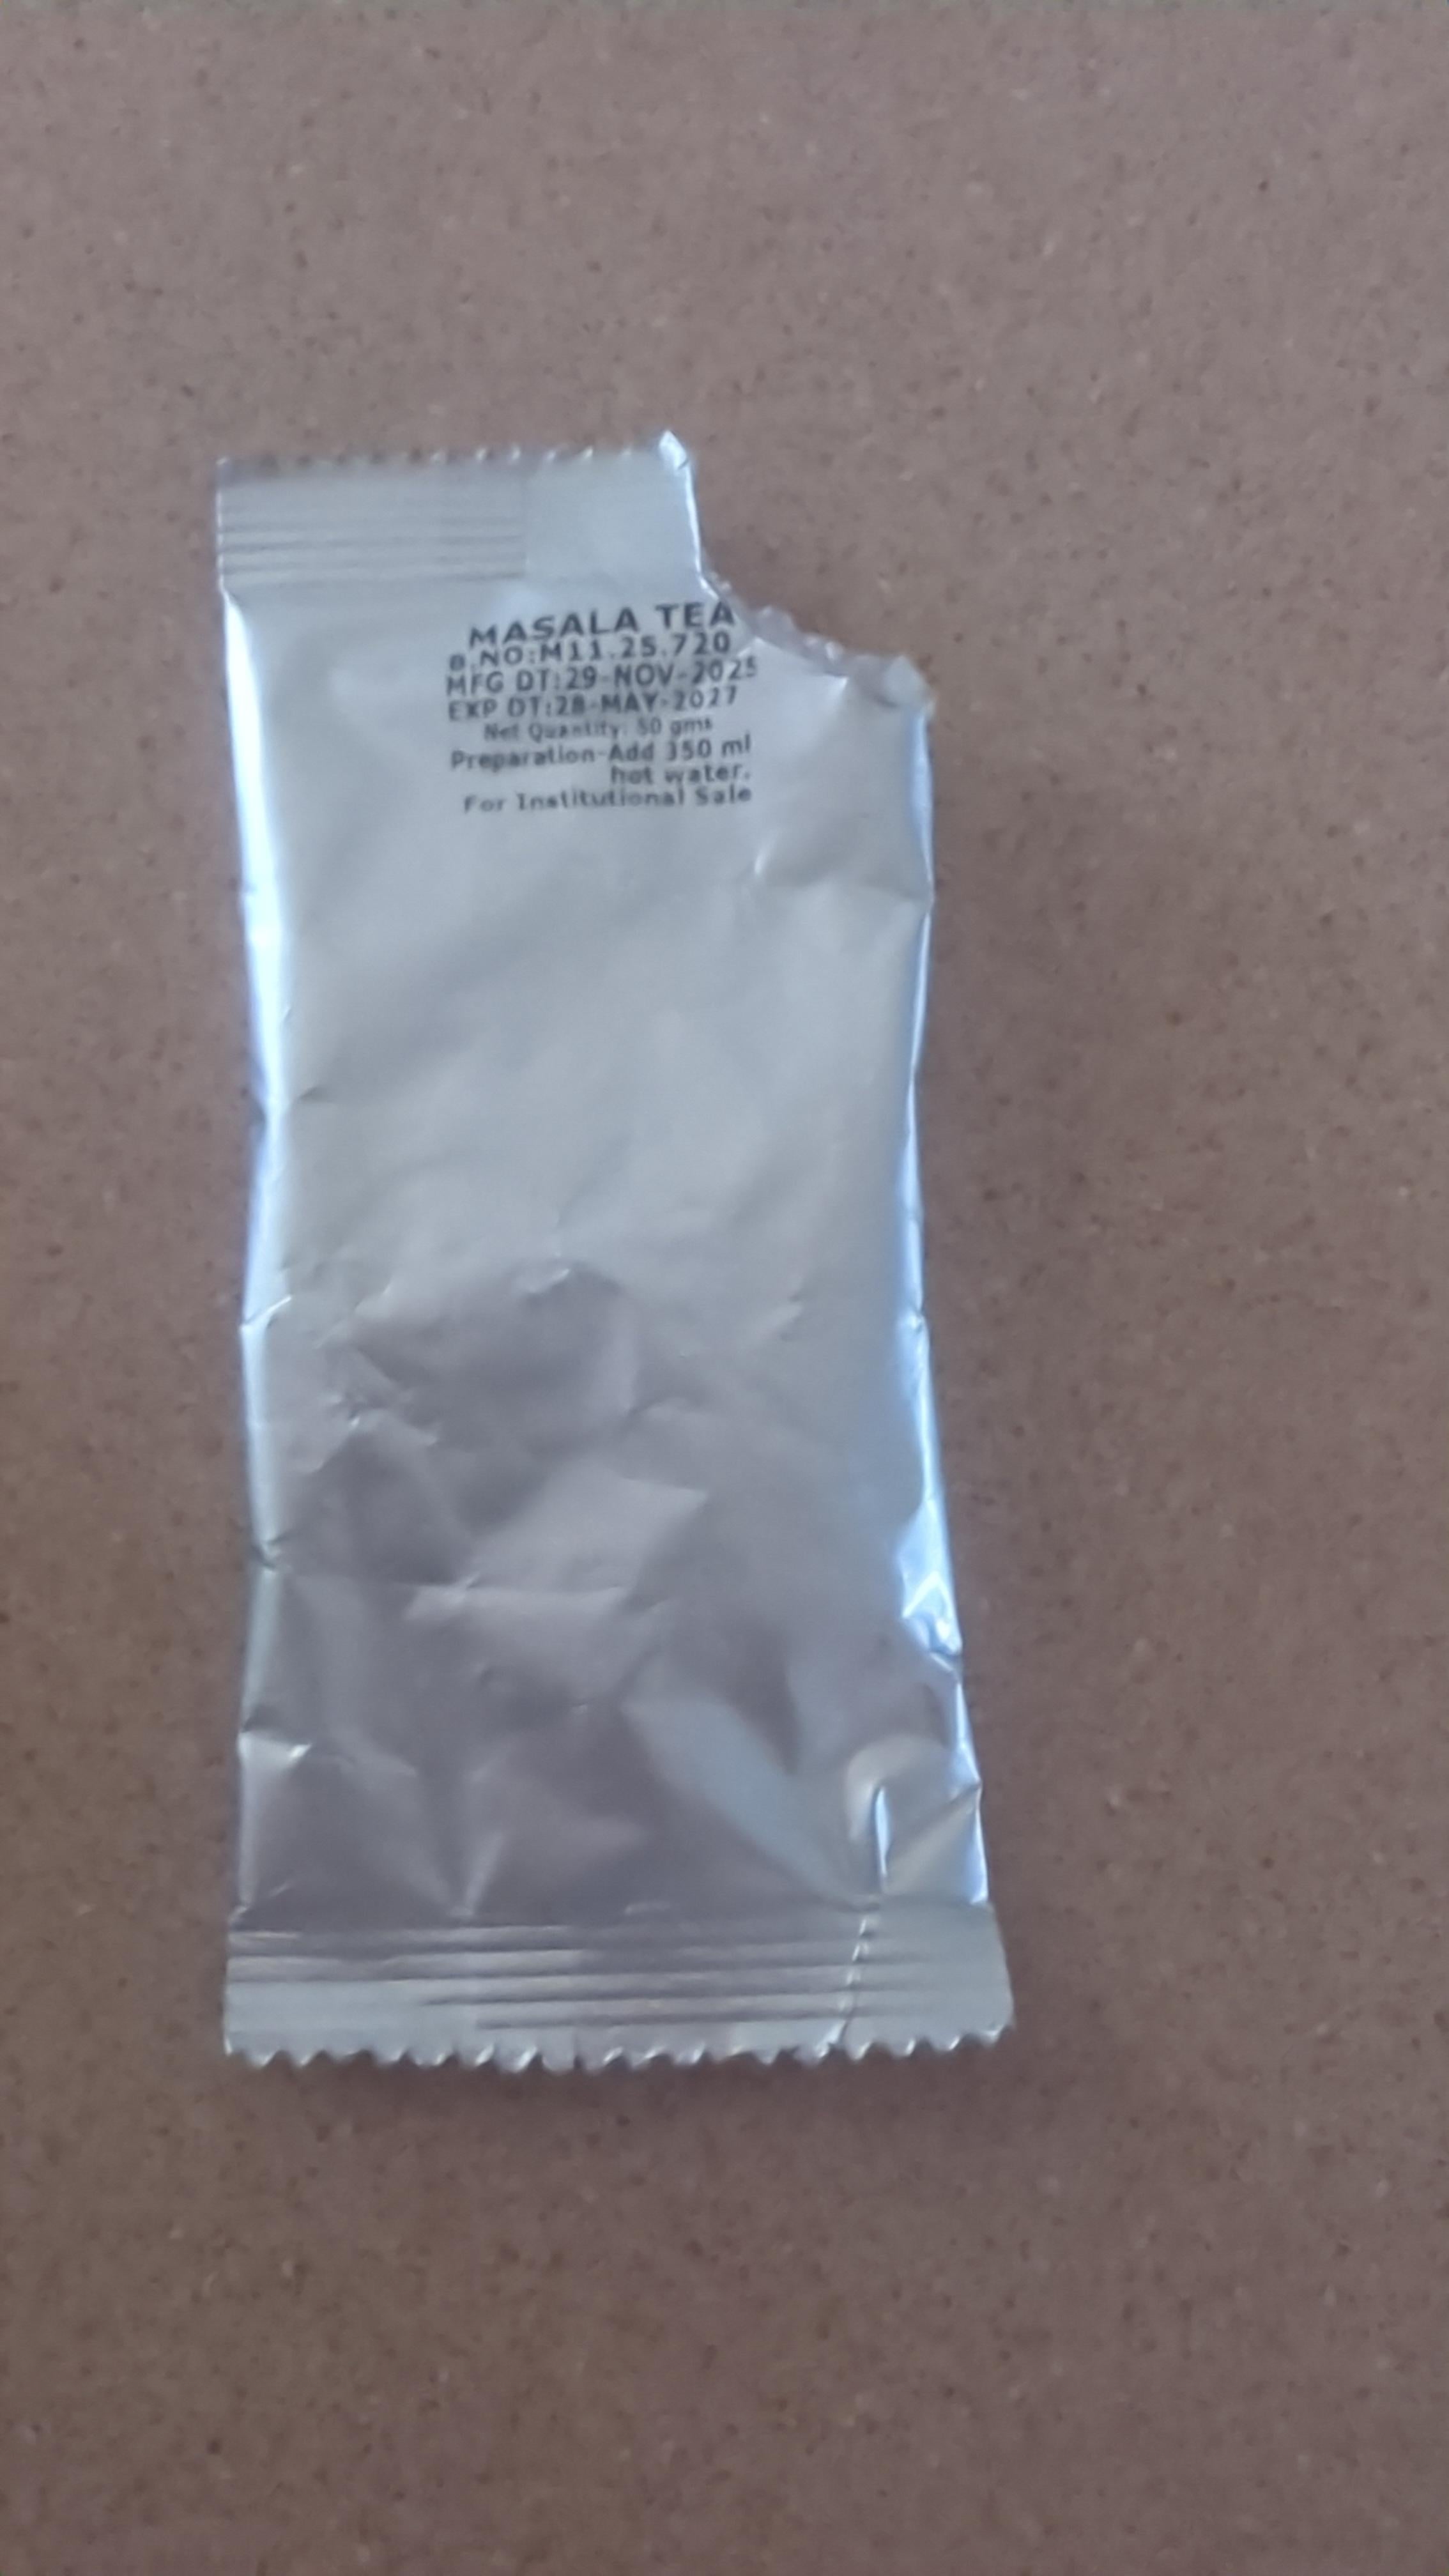 MASALA TEA
B.NO:M11.25.720
MFG DT:29-NOV-2025
EXP DT:28-MAY-2027
Net Quantity: 50 gms
Preparation-Add 350 ml
hot water.
For Institutional Sale